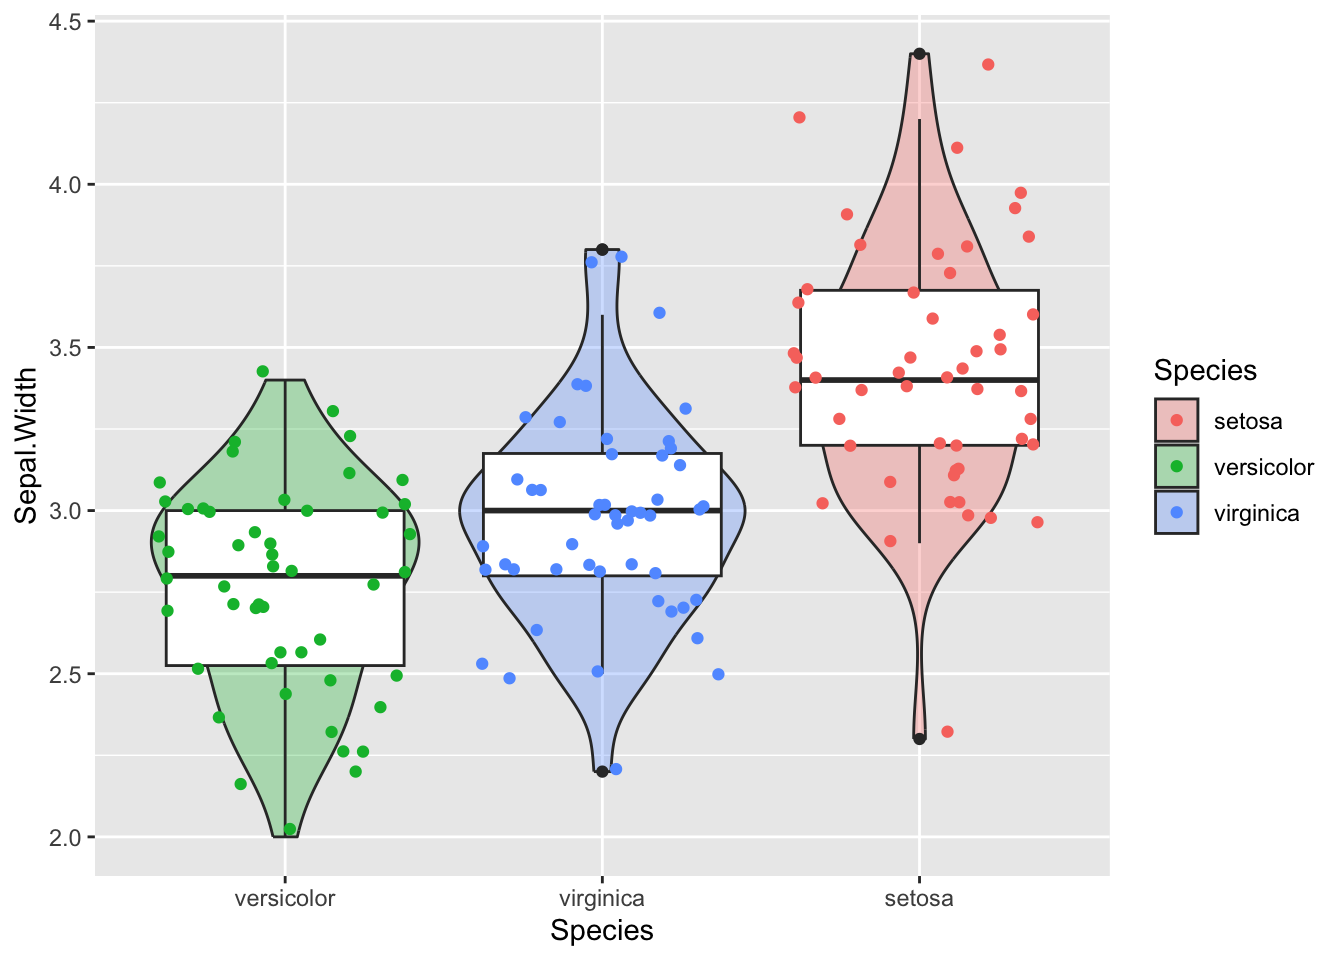 4.5
4.0
3.5
3.0
2.5
2.0
Sepal.Width
versicolor
virginica
setosa
Species
Species
setosa
versicolor
virginica